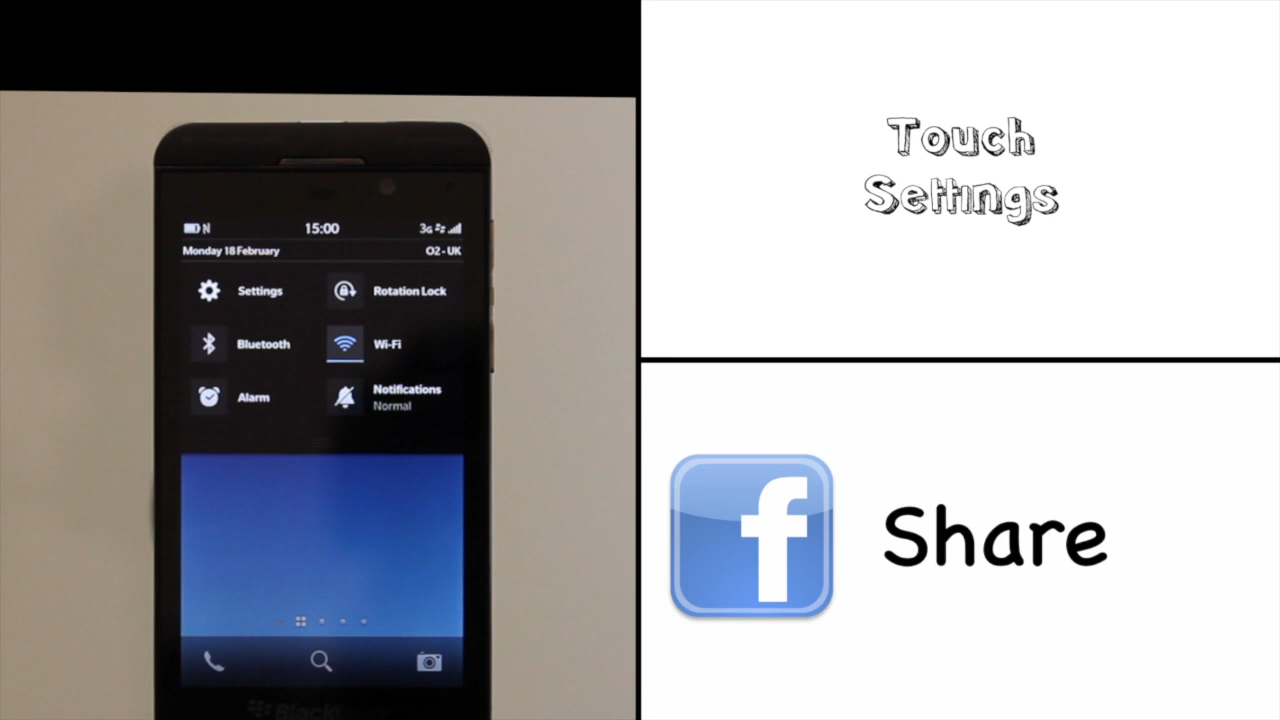 15:00
3G
Monday 18 February
O2 - UK
Settings
Rotation Lock
Bluetooth
Wi-Fi
Alarm
Notifications
Normal
Touch
Settings
f
Share